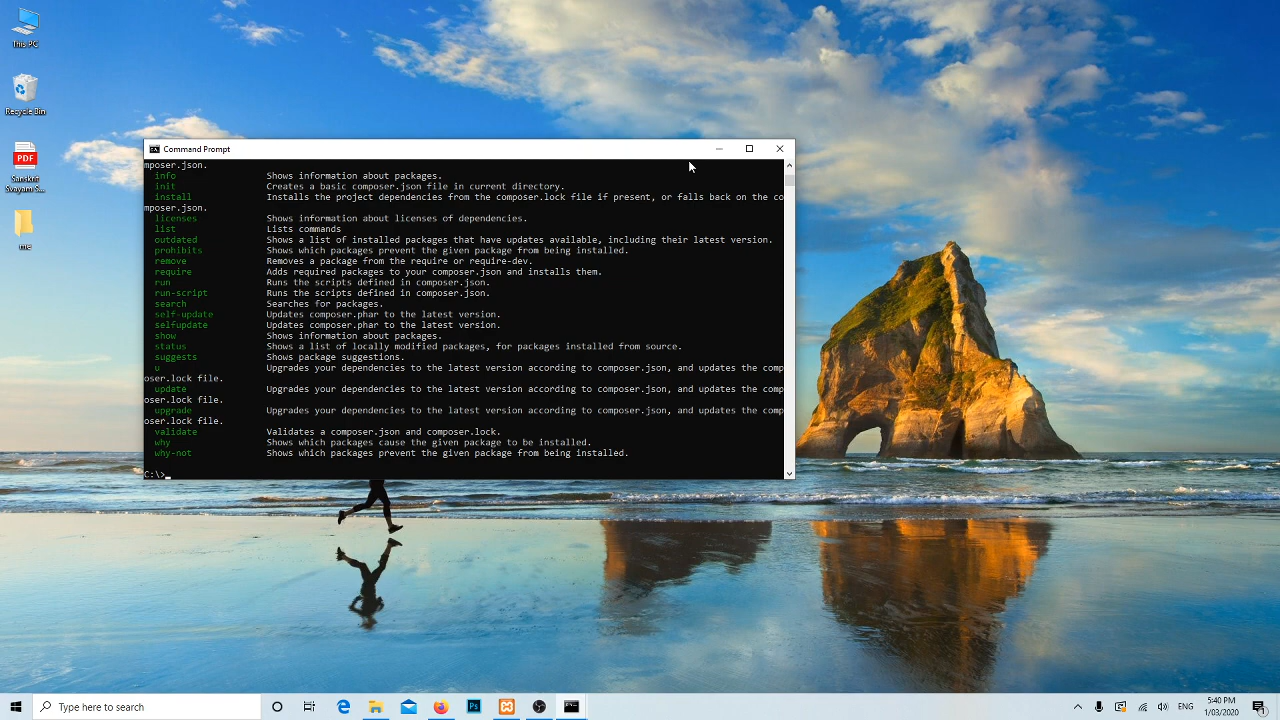 This PC
Recycle Bin
PDF
Sanskrit
Svayam S...
me
Command Prompt
mposer.json.
info Shows information about packages.
init Creates a basic composer.json file in current directory.
install Installs the project dependencies from the composer.lock file if present, or falls back on the co
mposer.json.
licenses Shows information about licenses of dependencies.
list Lists commands
outdated Shows a list of installed packages that have updates available, including their latest version.
prohibits Shows which packages prevent the given package from being installed.
remove Removes a package from the require or require-dev.
require Adds required packages to your composer.json and installs them.
run Runs the scripts defined in composer.json.
run-script Runs the scripts defined in composer.json.
search Searches for packages.
self-update Updates composer.phar to the latest version.
selfupdate Updates composer.phar to the latest version.
show Shows information about packages.
status Shows a list of locally modified packages, for packages installed from source.
suggests Shows package suggestions.
u Upgrades your dependencies to the latest version according to composer.json, and updates the comp
oser.lock file.
update Upgrades your dependencies to the latest version according to composer.json, and updates the comp
oser.lock file.
upgrade Upgrades your dependencies to the latest version according to composer.json, and updates the comp
oser.lock file.
validate Validates a composer.json and composer.lock.
why Shows which packages cause the given package to be installed.
why-not Shows which packages prevent the given package from being installed.
C:\>_
Type here to search
Ps
ENG
5:40 PM
1/03/2020